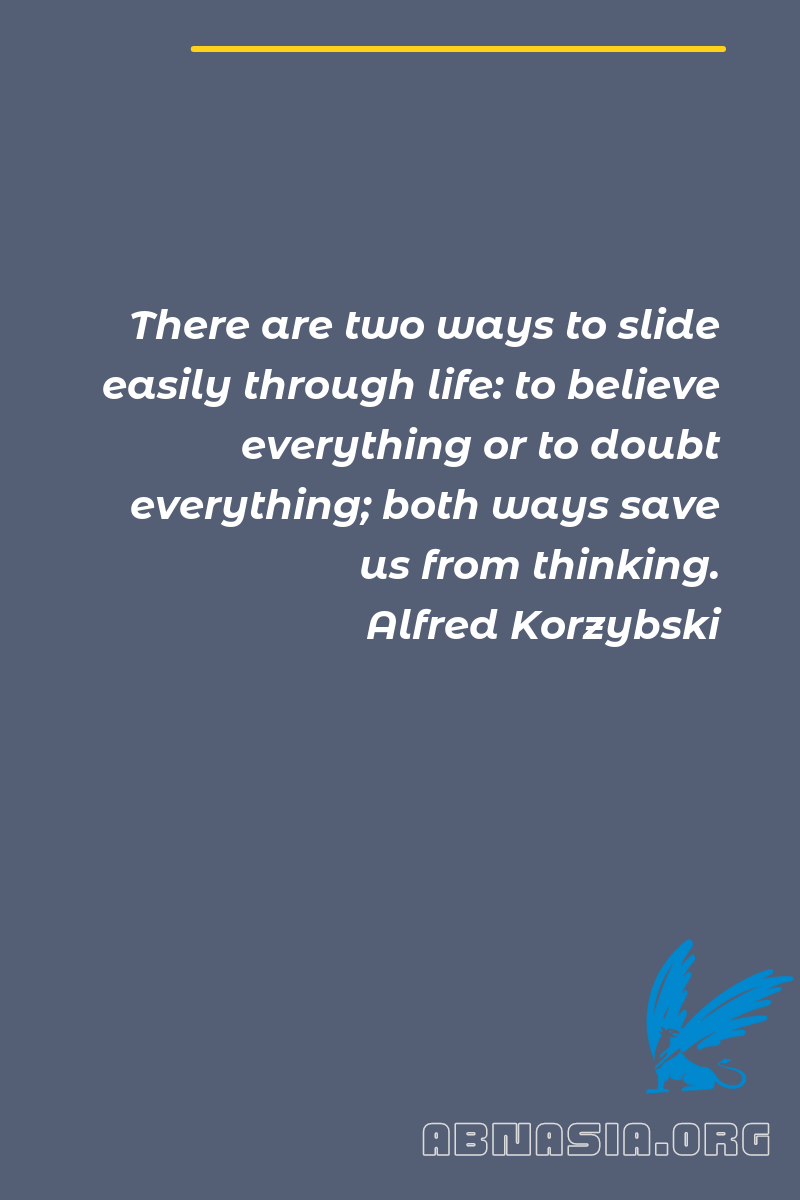 There are two ways to slide
easily through life: to believe
everything or to doubt
everything; both ways save
us from thinking.
Alfred Korzybski
ABNASIA.ORG